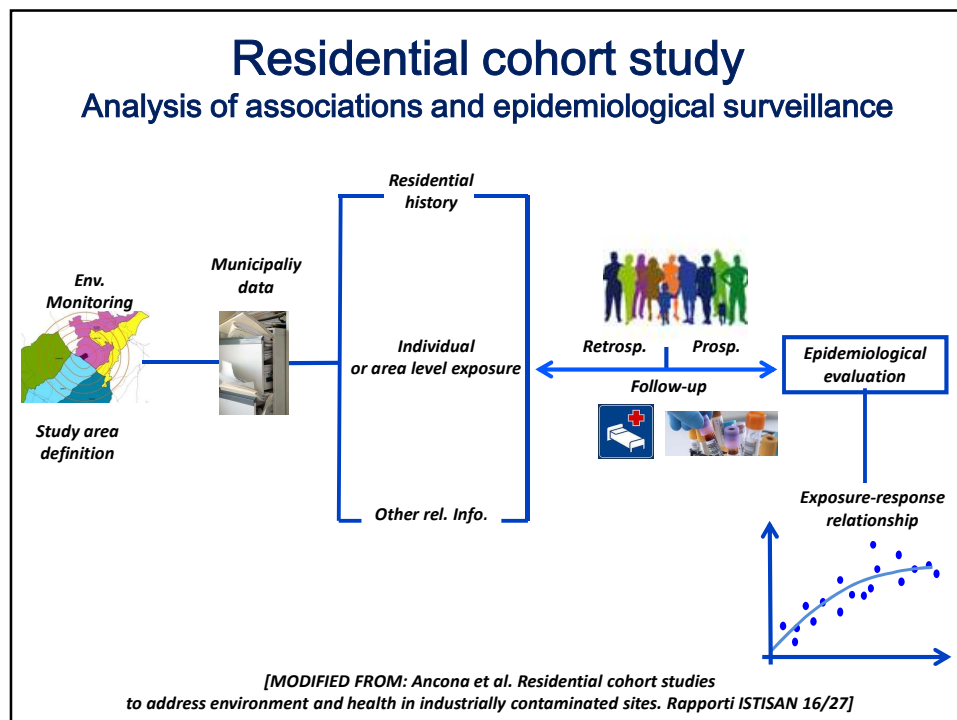 Residential cohort study
Analysis of associations and epidemiological surveillance
Residential
history
Env.
Monitoring
Municipaliy
data
Individual
or area level exposure
Retrosp.
Prosp.
Follow-up
Epidemiological
evaluation
Study area
definition
Other rel. Info.
Exposure-response
relationship
[MODIFIED FROM: Ancona et al. Residential cohort studies
to address environment and health in industrially contaminated sites. Rapporti ISTISAN 16/27]